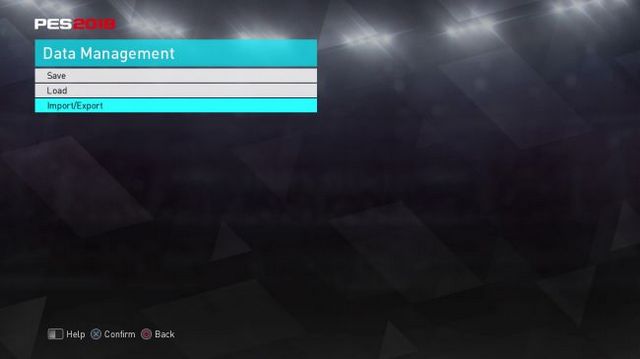 PES2018
Data Management
Save
Load
Import/Export
Help Confirm Back